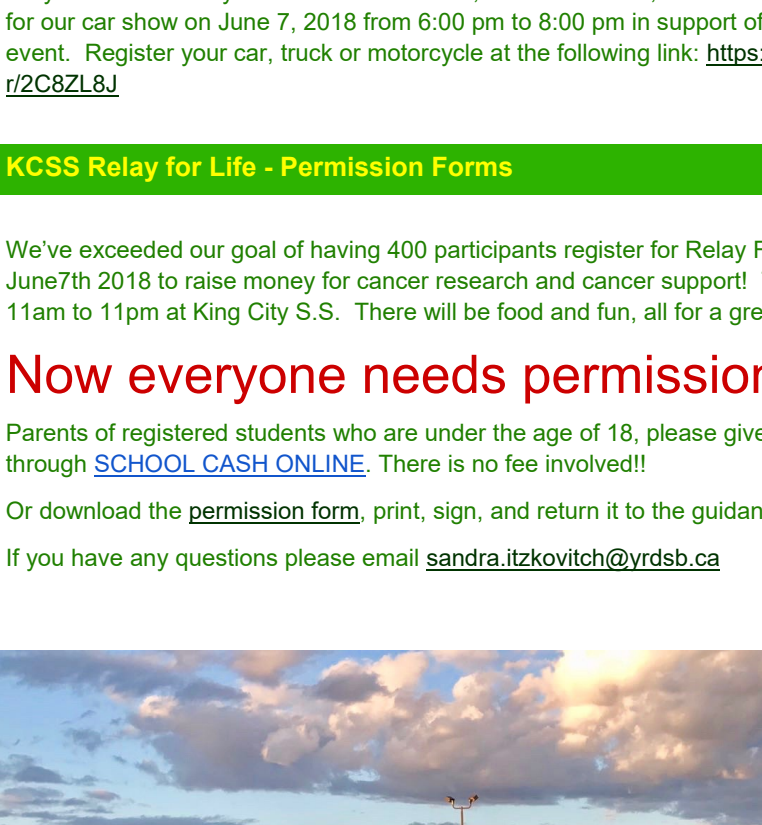 for our car show on June 7, 2018 from 6:00 pm to 8:00 pm in support of
event.  Register your car, truck or motorcycle at the following link: https:
r/2C8ZL8J
KCSS Relay for Life - Permission Forms
We've exceeded our goal of having 400 participants register for Relay F
June7th 2018 to raise money for cancer research and cancer support!
11am to 11pm at King City S.S.  There will be food and fun, all for a gre
Now everyone needs permission
Parents of registered students who are under the age of 18, please give
through SCHOOL CASH ONLINE. There is no fee involved!!
Or download the permission form, print, sign, and return it to the guidan
If you have any questions please email sandra.itzkovitch@yrdsb.ca